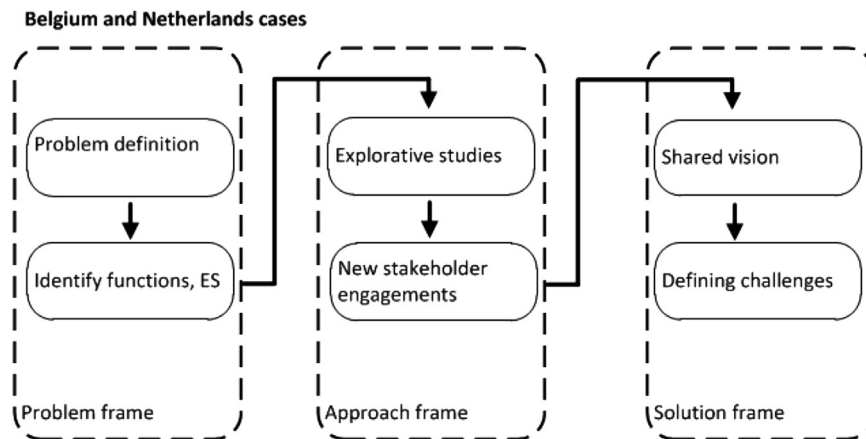 Belgium and Netherlands cases
Problem definition
Identify functions, ES
Problem frame
Explorative studies
New stakeholder
engagements
Approach frame
Shared vision
Defining challenges
Solution frame